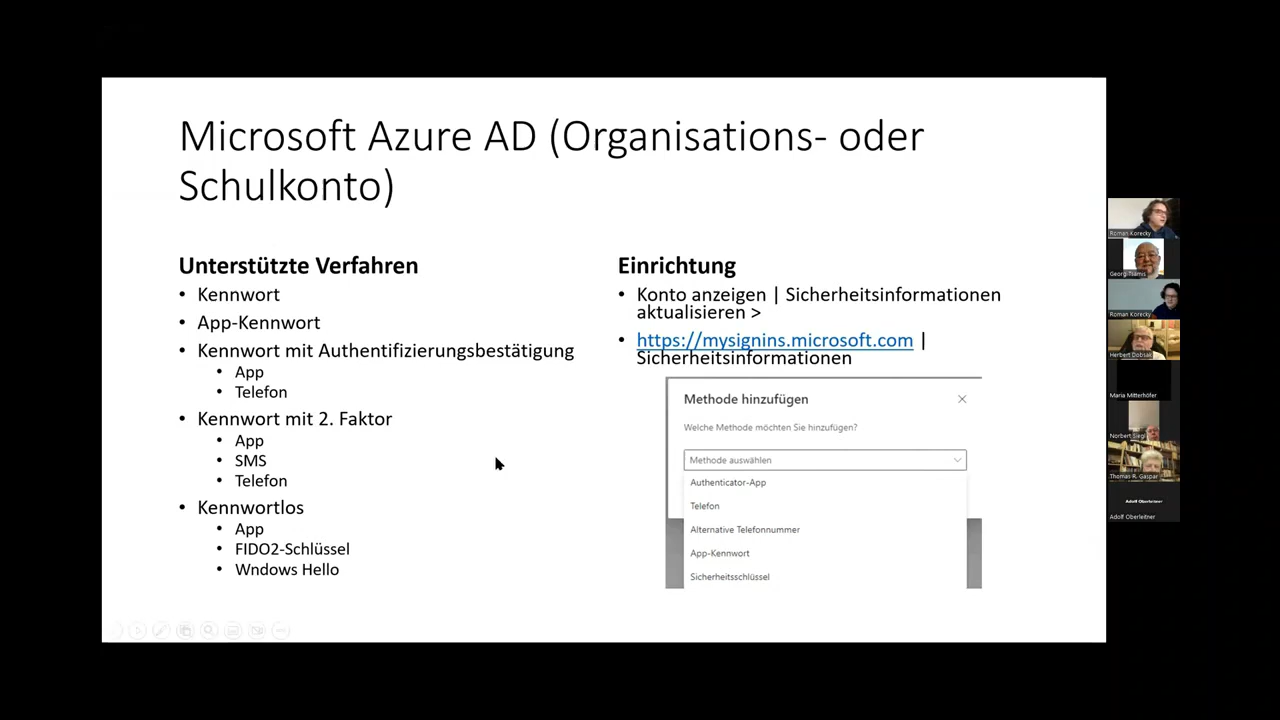 Microsoft Azure AD (Organisations- oder
Schulkonto)
Unterstützte Verfahren
• Kennwort
• App-Kennwort
• Kennwort mit Authentifizierungsbestätigung
• App
• Telefon
• Kennwort mit 2. Faktor
• App
• SMS
• Telefon
• Kennwortlos
• App
• FIDO2-Schlüssel
• Wndows Hello
Einrichtung
• Konto anzeigen | Sicherheitsinformationen
aktualisieren >
• https://mysignins.microsoft.com |
Sicherheitsinformationen
Methode hinzufügen
Welche Methode möchten Sie hinzufügen?
Methode auswählen
Authenticator-App
Telefon
Alternative Telefonnummer
App-Kennwort
Sicherheitsschlüssel
Roman Korecky
Georg Tsamis
Roman Korecky
Herbert Dobsak
Maria Mitterhöfer
Norbert Siegl
Thomas R. Gaspar
Adolf Oberleitner
Adolf Oberleitner